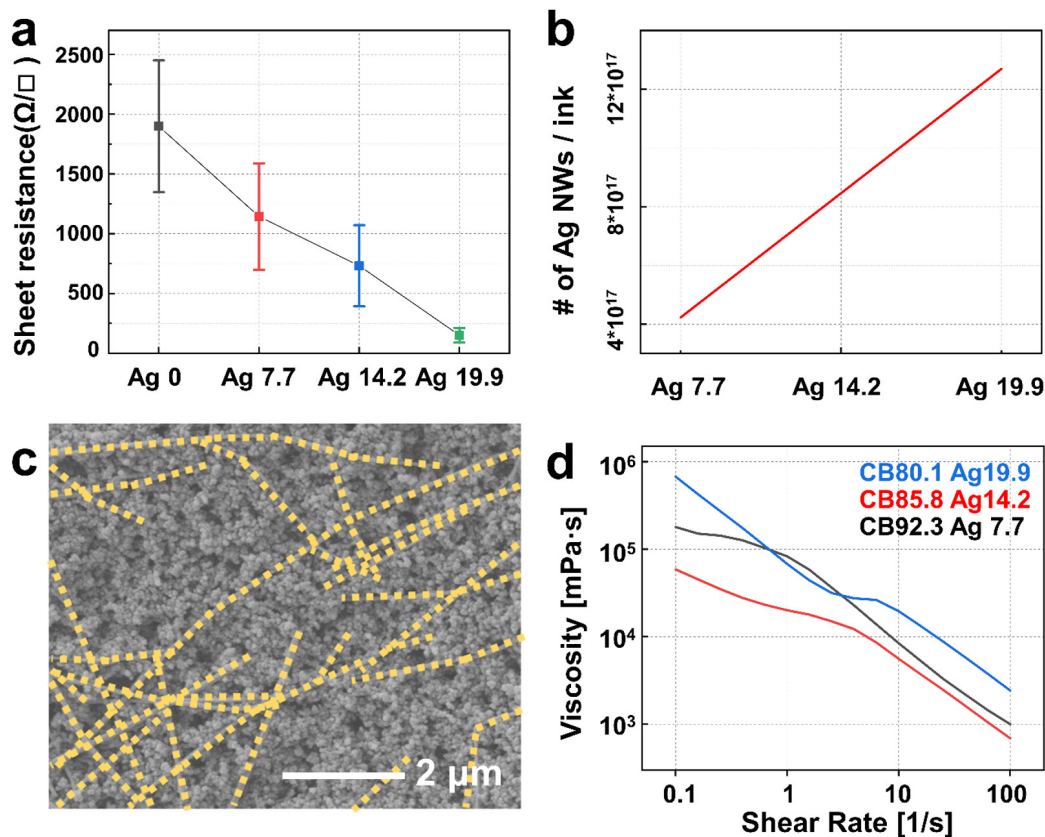 a
Sheet resistance(Ω/□ )
2500
2000
1500
1000
500
0
Ag 0 Ag 7.7 Ag 14.2 Ag 19.9
b
# of Ag NWs / ink
12*10¹⁷
8*10¹⁷
4*10¹⁷
Ag 7.7 Ag 14.2 Ag 19.9
c
2 μm
d
Viscosity [mPa·s]
10⁶
10⁵
10⁴
10³
CB80.1 Ag19.9
CB85.8 Ag14.2
CB92.3 Ag 7.7
0.1 1 10 100
Shear Rate [1/s]